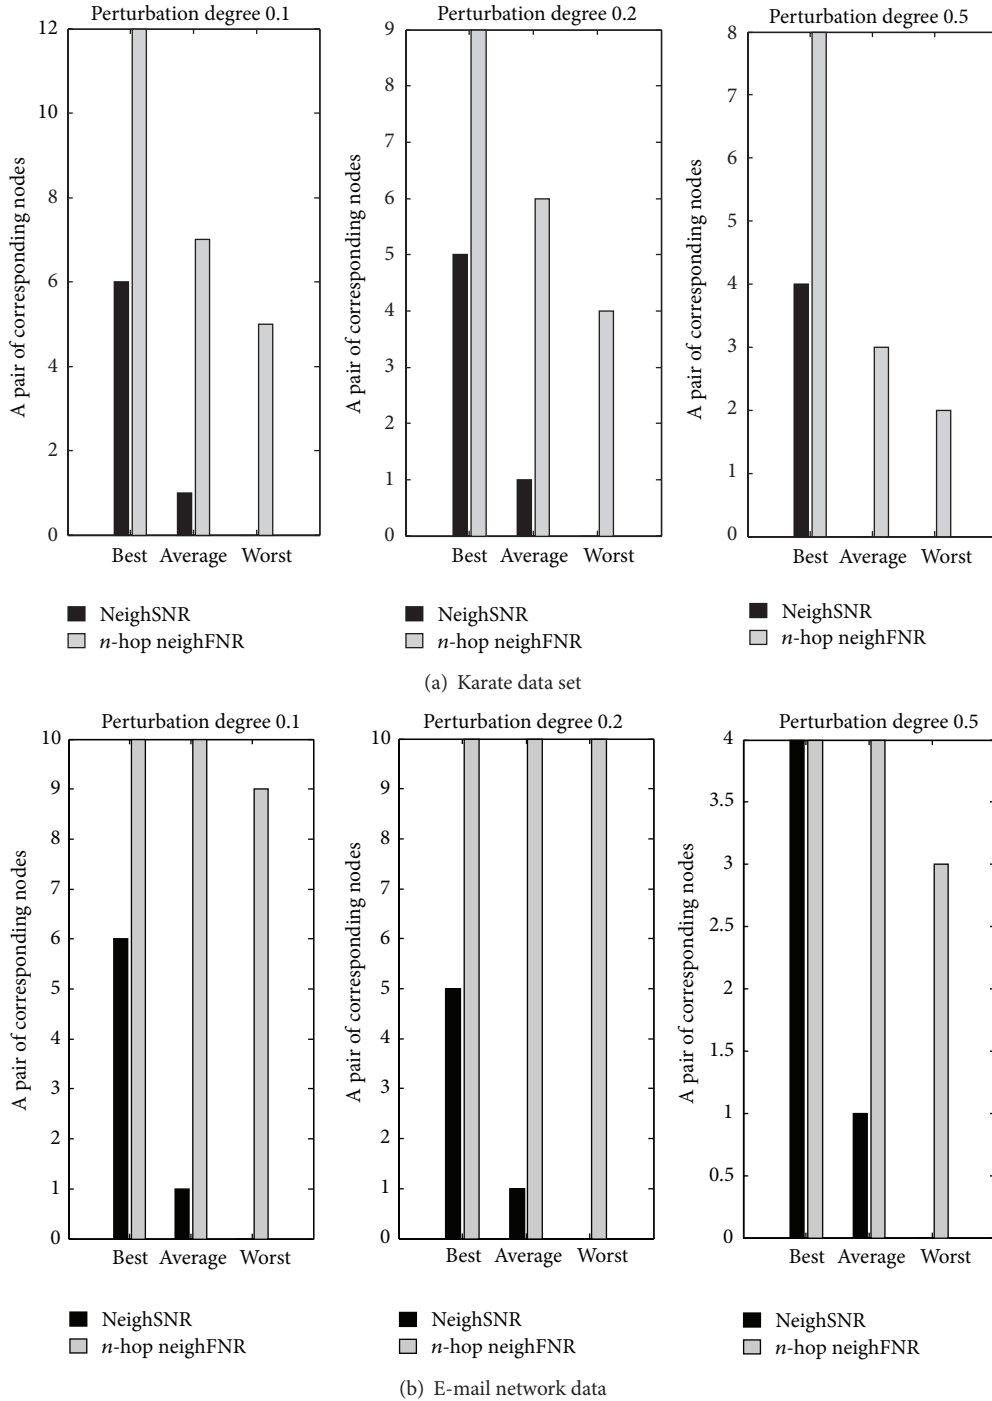 Perturbation degree 0.1
A pair of corresponding nodes
12
10
8
6
4
2
0
Best Average Worst
NeighSNR
n-hop neighFNR
Perturbation degree 0.2
A pair of corresponding nodes
9
8
7
6
5
4
3
2
1
0
Best Average Worst
NeighSNR
n-hop neighFNR
Perturbation degree 0.5
A pair of corresponding nodes
8
7
6
5
4
3
2
1
0
Best Average Worst
NeighSNR
n-hop neighFNR
(a) Karate data set
Perturbation degree 0.1
A pair of corresponding nodes
10
9
8
7
6
5
4
3
2
1
0
Best Average Worst
NeighSNR
n-hop neighFNR
Perturbation degree 0.2
A pair of corresponding nodes
10
9
8
7
6
5
4
3
2
1
0
Best Average Worst
NeighSNR
n-hop neighFNR
Perturbation degree 0.5
A pair of corresponding nodes
4
3.5
3
2.5
2
1.5
1
0.5
0
Best Average Worst
NeighSNR
n-hop neighFNR
(b) E-mail network data